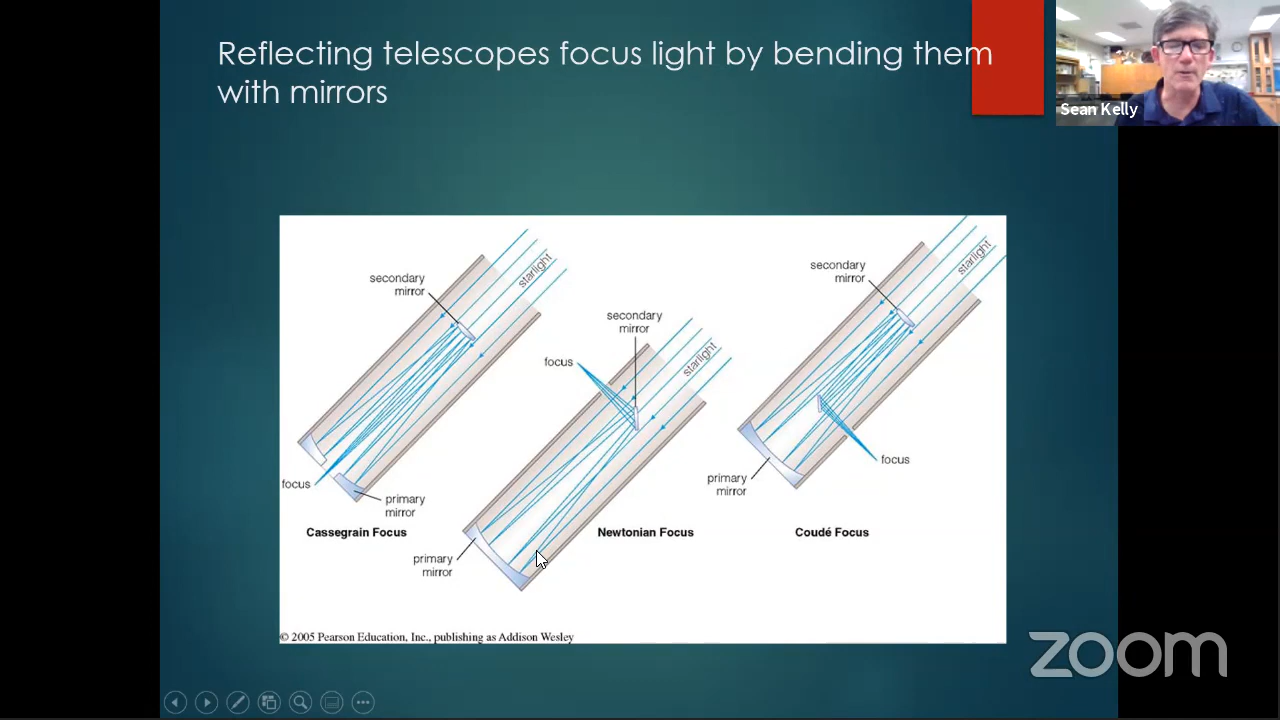 Reflecting telescopes focus light by bending them
with mirrors
Sean Kelly
secondary
mirror
starlight
focus
primary
mirror
Cassegrain Focus
secondary
mirror
focus
starlight
primary
mirror
Newtonian Focus
secondary
mirror
starlight
focus
primary
mirror
Coudé Focus
© 2005 Pearson Education, Inc., publishing as Addison Wesley
zoom